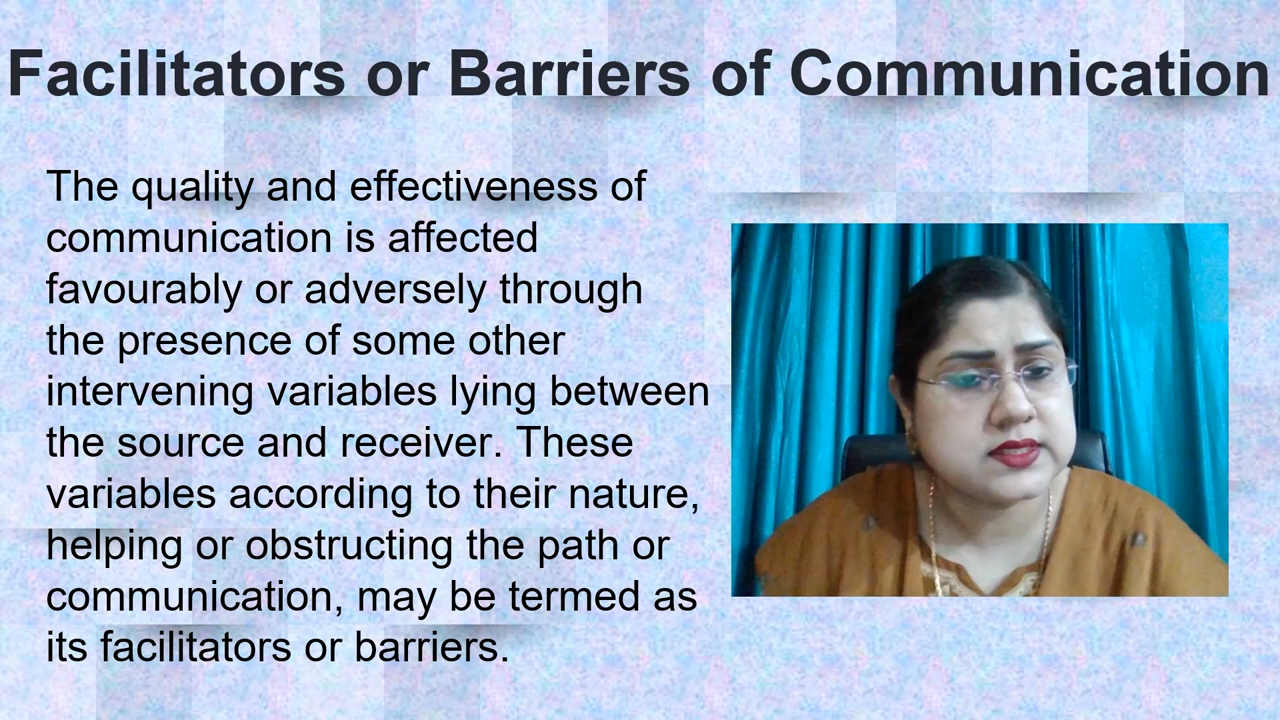 Facilitators or Barriers of Communication
The quality and effectiveness of
communication is affected
favourably or adversely through
the presence of some other
intervening variables lying between
the source and receiver. These
variables according to their nature,
helping or obstructing the path or
communication, may be termed as
its facilitators or barriers.